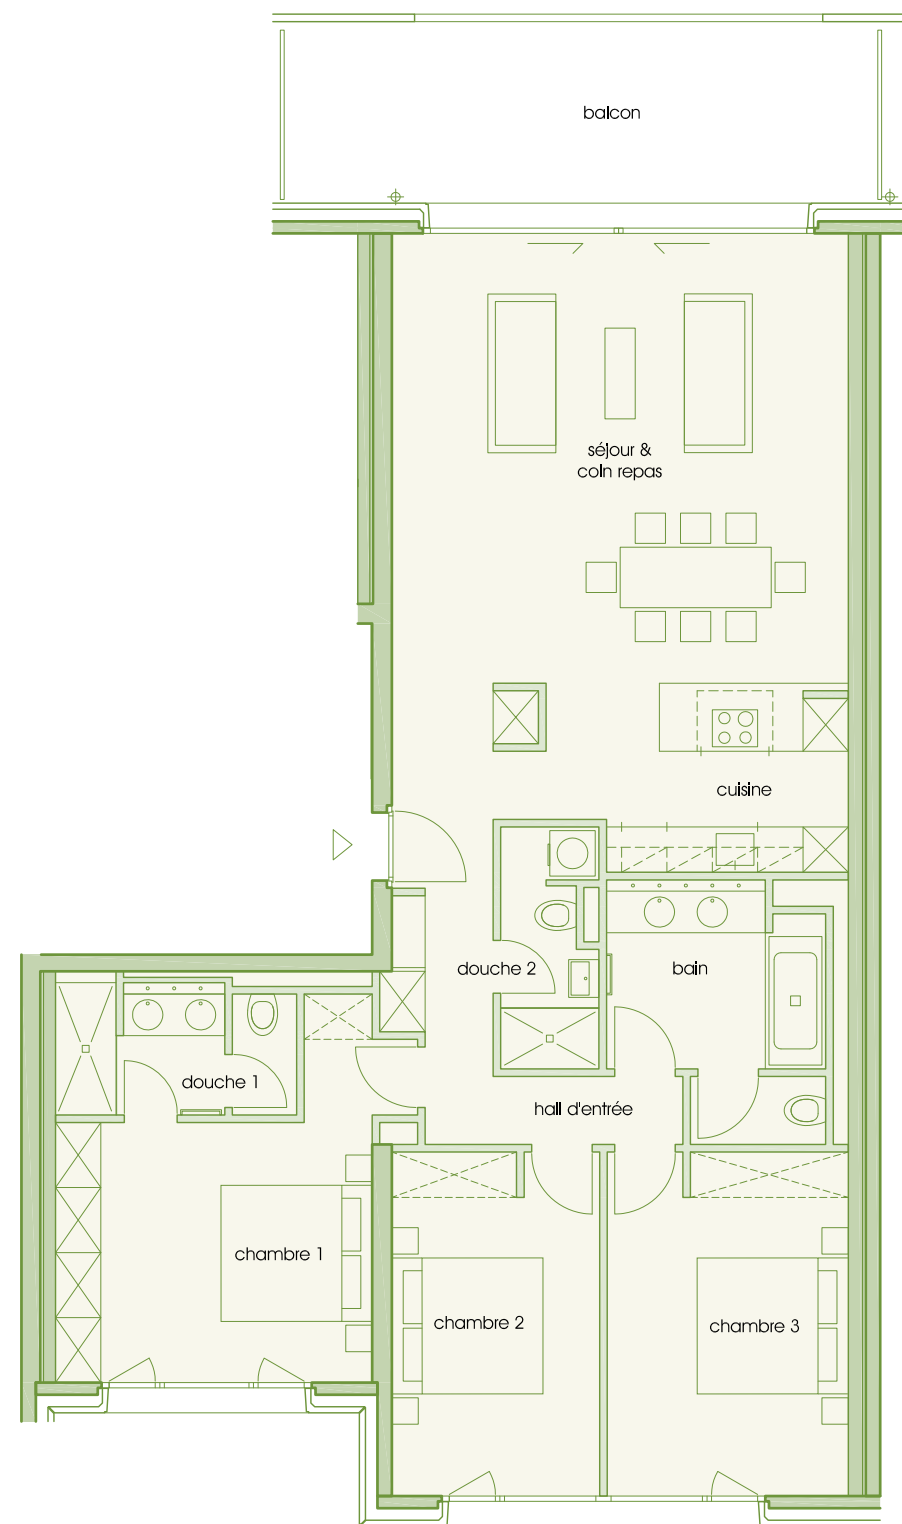 balcon
séjour &
coin repas
cuisine
douche 2
bain
douche 1
hall d'entrée
chambre 1
chambre 2
chambre 3